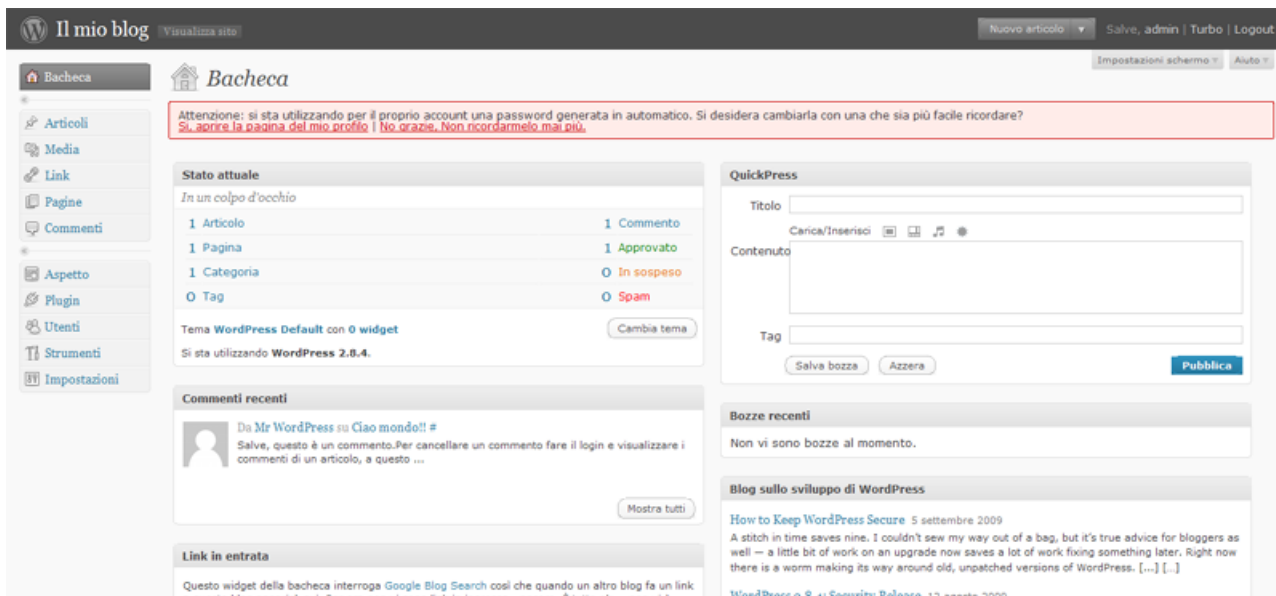 Il mio blog Visualizza sito
Nuovo articolo
Salve, admin | Turbo | Logout
Impostazioni schermo
Aiuto
Bacheca
Articoli
Media
Link
Pagine
Commenti
Aspetto
Plugin
Utenti
Strumenti
Impostazioni
Bacheca
Attenzione: si sta utilizzando per il proprio account una password generata in automatico. Si desidera cambiarla con una che sia più facile ricordare?
Si, aprire la pagina del mio profilo | No grazie, Non ricordarmelo mai più.
Stato attuale
In un colpo d'occhio
1 Articolo
1 Commento
1 Pagina
1 Approvato
1 Categoria
0 In sospeso
0 Tag
0 Spam
Tema WordPress Default con 0 widget
Cambia tema
Si sta utilizzando WordPress 2.8.4.
Commenti recenti
Da Mr WordPress su Ciao mondo!! #
Salve, questo è un commento.Per cancellare un commento fare il login e visualizzare i
commenti di un articolo, a questo ...
Mostra tutti
Link in entrata
Questo widget della bacheca interroga Google Blog Search così che quando un altro blog fa un link
QuickPress
Titolo
Carica/Inserisci
Contenuto
Tag
Salva bozza
Azzera
Pubblica
Bozze recenti
Non vi sono bozze al momento.
Blog sullo sviluppo di WordPress
How to Keep WordPress Secure 5 settembre 2009
A stitch in time saves nine. I couldn't sew my way out of a bag, but it's true advice for bloggers as
well — a little bit of work on an upgrade now saves a lot of work fixing something later. Right now
there is a worm making its way around old, unpatched versions of WordPress. [...] [...]
WordPress 2.8.4: Security Release 12 agosto 2009